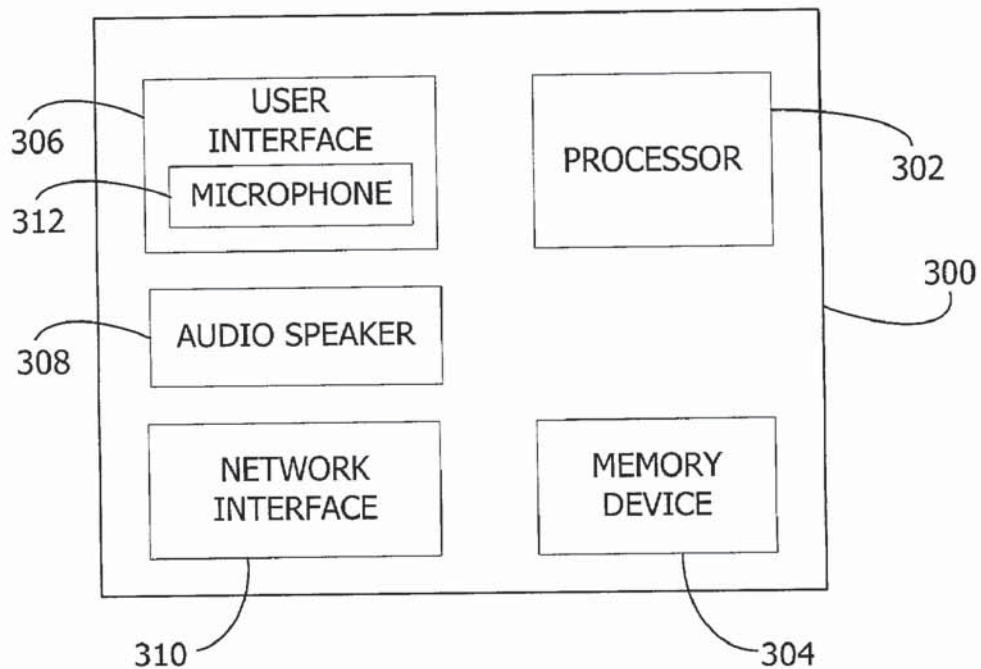 USER
INTERFACE
306
MICROPHONE
312
PROCESSOR
302
300
AUDIO SPEAKER
308
NETWORK
INTERFACE
MEMORY
DEVICE
310
304